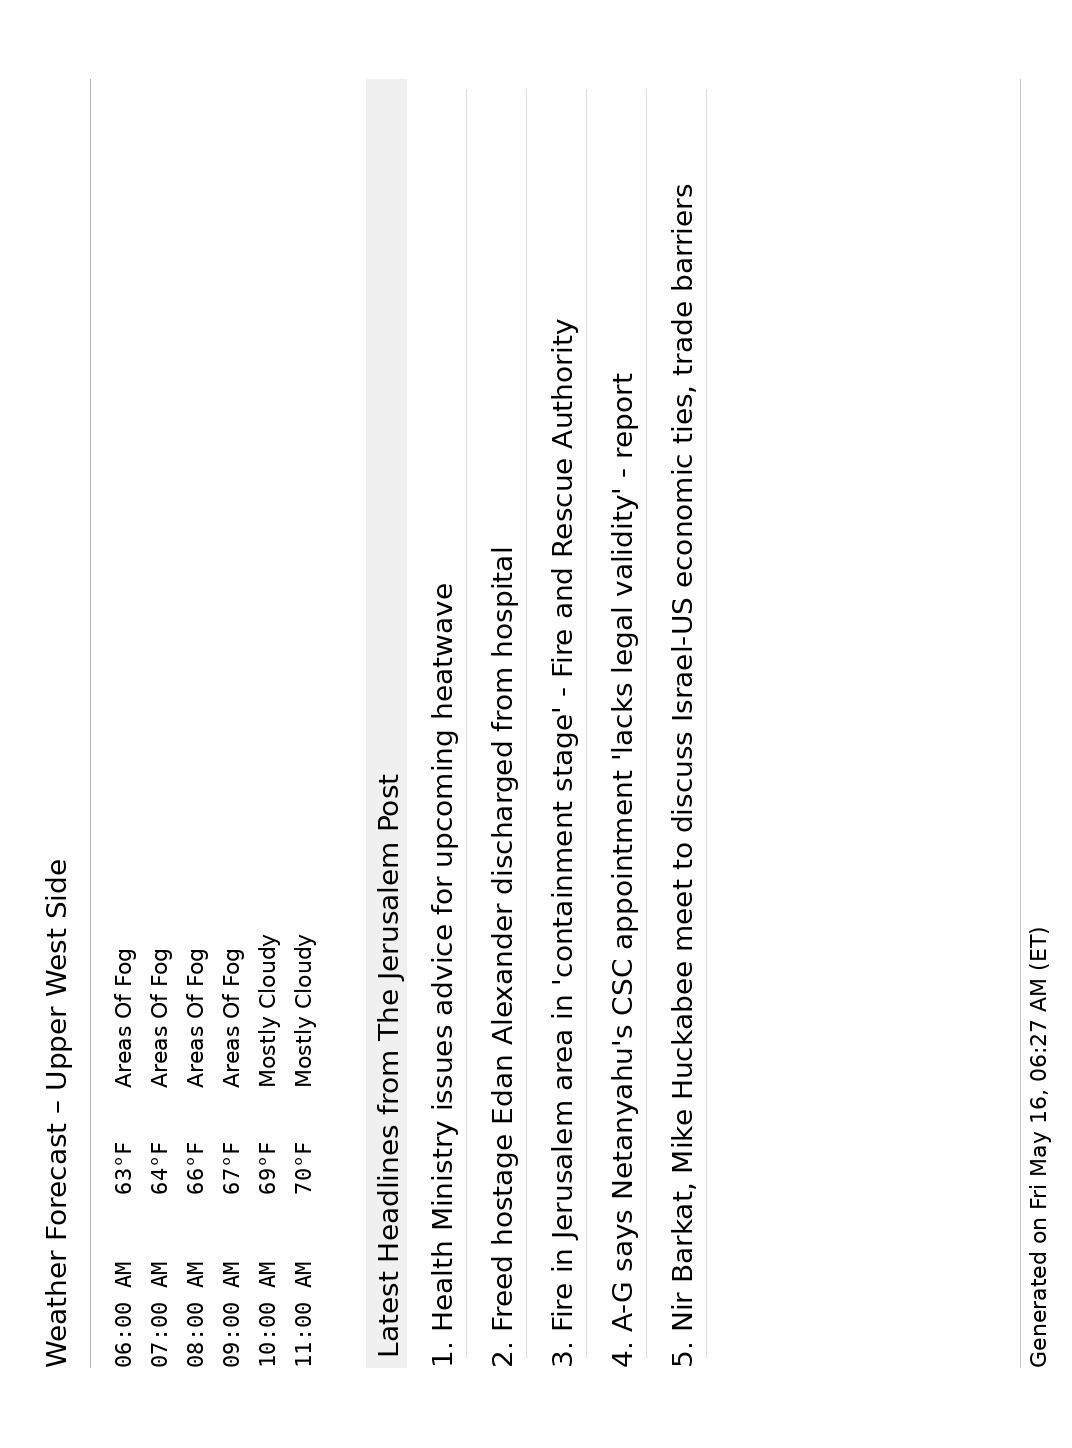 Weather Forecast – Upper West Side
06:00 AM 63°F Areas Of Fog
07:00 AM 64°F Areas Of Fog
08:00 AM 66°F Areas Of Fog
09:00 AM 67°F Areas Of Fog
10:00 AM 69°F Mostly Cloudy
11:00 AM 70°F Mostly Cloudy
Latest Headlines from The Jerusalem Post
1. Health Ministry issues advice for upcoming heatwave
2. Freed hostage Edan Alexander discharged from hospital
3. Fire in Jerusalem area in 'containment stage' - Fire and Rescue Authority
4. A-G says Netanyahu's CSC appointment 'lacks legal validity' - report
5. Nir Barkat, Mike Huckabee meet to discuss Israel-US economic ties, trade barriers
Generated on Fri May 16, 06:27 AM (ET)